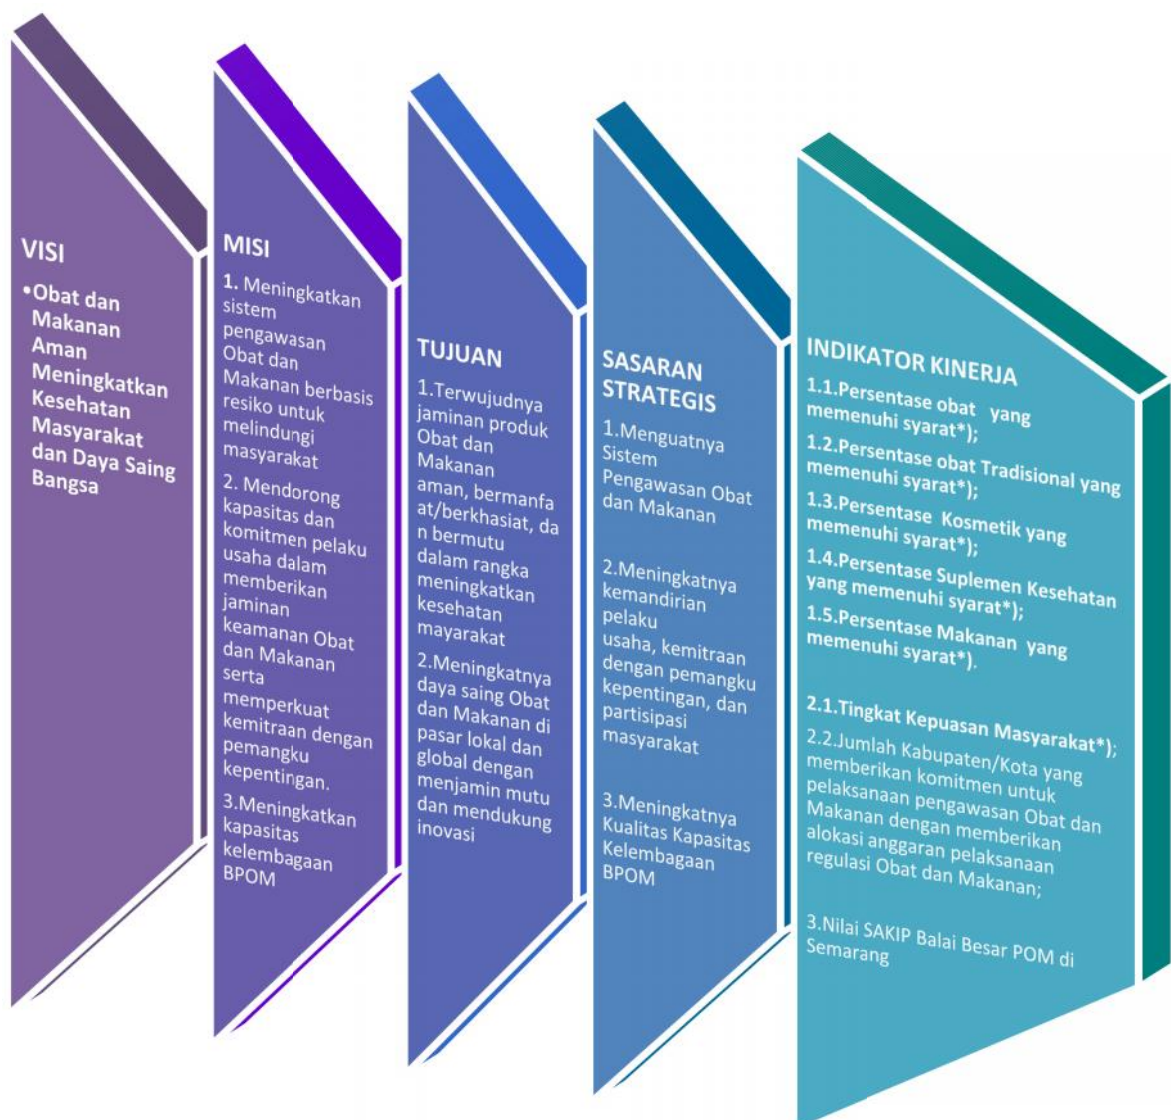 VISI
•Obat dan
Makanan
Aman
Meningkatkan
Kesehatan
Masyarakat
dan Daya Saing
Bangsa
MISI
1. Meningkatkan
sistem
pengawasan
Obat dan
Makanan berbasis
resiko untuk
melindungi
masyarakat
2. Mendorong
kapasitas dan
komitmen pelaku
usaha dalam
memberikan
jaminan
keamanan Obat
dan Makanan
serta
memperkuat
kemitraan dengan
pemangku
kepentingan.
3.Meningkatkan
kapasitas
kelembagaan
BPOM
TUJUAN
1.Terwujudnya
jaminan produk
Obat dan
Makanan
aman, bermanfa
at/berkhasiat, da
n bermutu
dalam rangka
meningkatkan
kesehatan
mayarakat
2.Meningkatnya
daya saing Obat
dan Makanan di
pasar lokal dan
global dengan
menjamin mutu
dan mendukung
inovasi
SASARAN
STRATEGIS
1.Menguatnya
Sistem
Pengawasan Obat
dan Makanan
2.Meningkatnya
kemandirian
pelaku
usaha, kemitraan
dengan pemangku
kepentingan, dan
partisipasi
masyarakat
3.Meningkatnya
Kualitas Kapasitas
Kelembagaan
BPOM
INDIKATOR KINERJA
1.1.Persentase obat yang
memenuhi syarat*);
1.2.Persentase obat Tradisional yang
memenuhi syarat*);
1.3.Persentase Kosmetik yang
memenuhi syarat*);
1.4.Persentase Suplemen Kesehatan
yang memenuhi syarat*);
1.5.Persentase Makanan yang
memenuhi syarat*).
2.1.Tingkat Kepuasan Masyarakat*);
2.2.Jumlah Kabupaten/Kota yang
memberikan komitmen untuk
pelaksanaan pengawasan Obat dan
Makanan dengan memberikan
alokasi anggaran pelaksanaan
regulasi Obat dan Makanan;
3.Nilai SAKIP Balai Besar POM di
Semarang